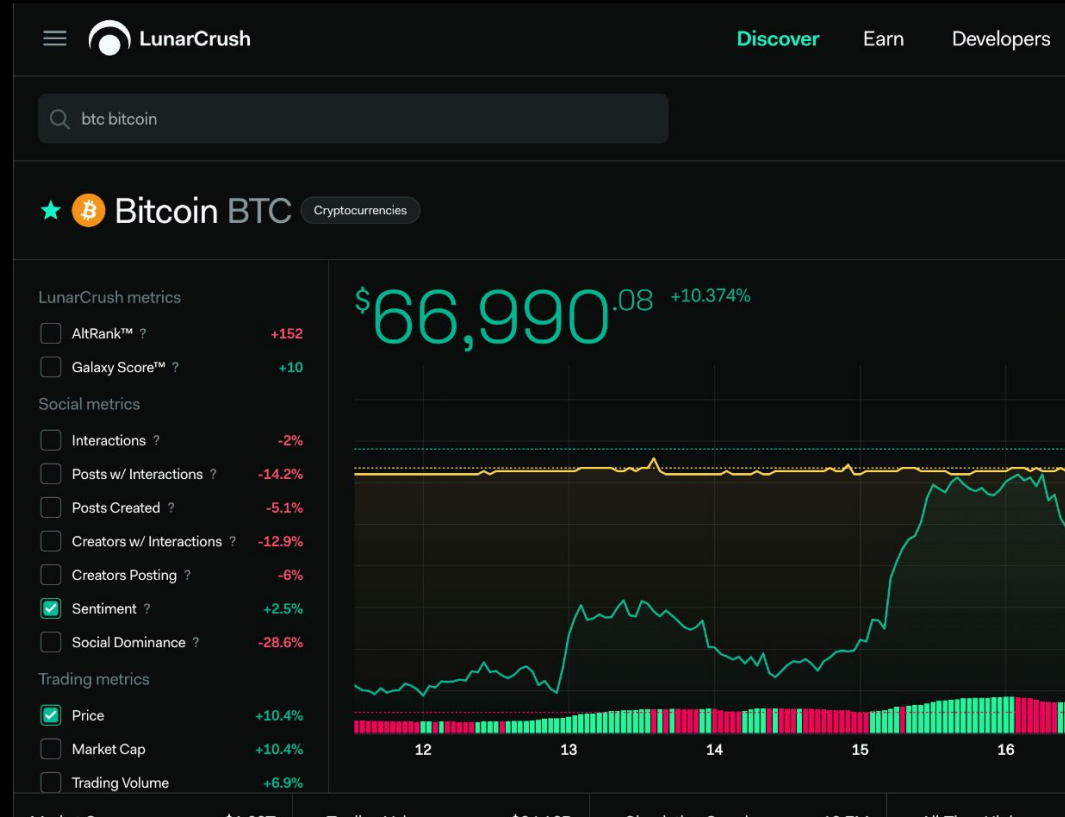 LunarCrush
Discover Earn Developers
btc bitcoin
Bitcoin BTC Cryptocurrencies
LunarCrush metrics
AltRank™ ? +152
Galaxy Score™ ? +10
Social metrics
Interactions ? -2%
Posts w/ Interactions ? -14.2%
Posts Created ? -5.1%
Creators w/ Interactions ? -12.9%
Creators Posting ? -6%
Sentiment ? +2.5%
Social Dominance ? -28.6%
Trading metrics
Price +10.4%
Market Cap +10.4%
Trading Volume +6.9%
$66,990.08 +10.374%
12 13 14 15 16